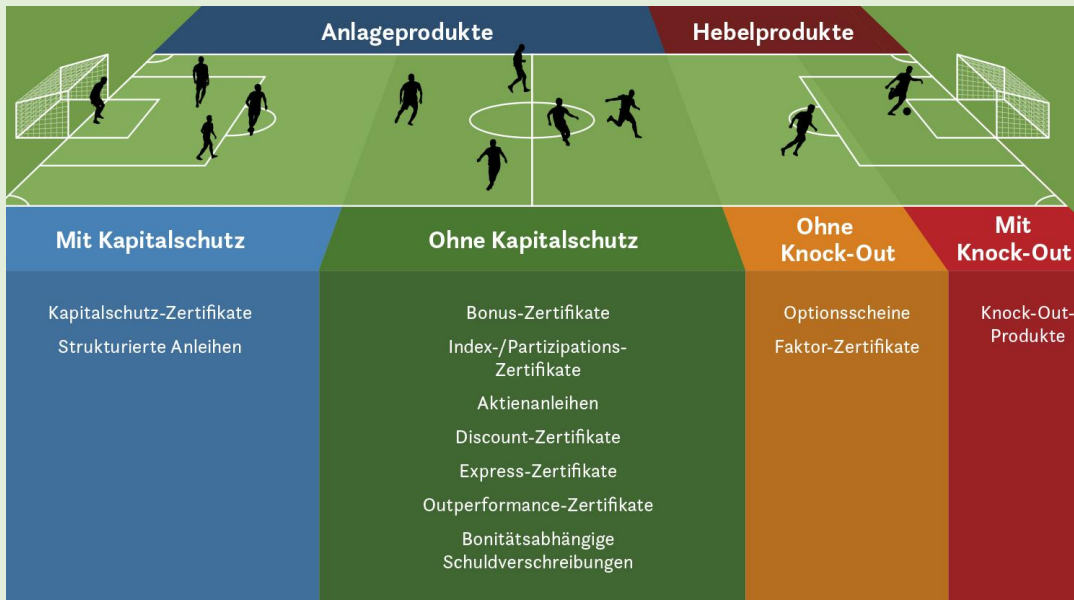 Anlageprodukte
Hebelprodukte
Mit Kapitalschutz
Ohne Kapitalschutz
Ohne
Knock-Out
Mit
Knock-Out
Kapitalschutz-Zertifikate
Strukturierte Anleihen
Bonus-Zertifikate
Index-/Partizipations-
Zertifikate
Aktienanleihen
Discount-Zertifikate
Express-Zertifikate
Outperformance-Zertifikate
Bonitätsabhängige
Schuldverschreibungen
Optionsscheine
Faktor-Zertifikate
Knock-Out-
Produkte